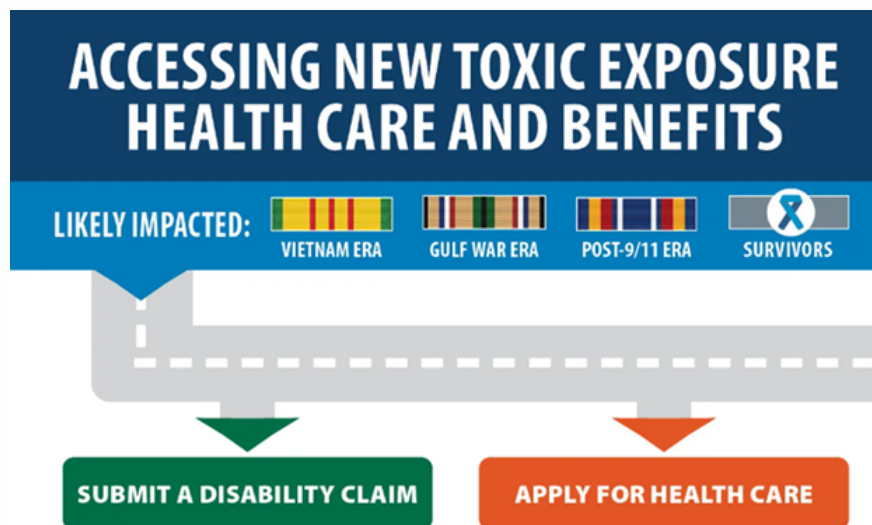 ACCESSING NEW TOXIC EXPOSURE
HEALTH CARE AND BENEFITS
LIKELY IMPACTED:
VIETNAM ERA
GULF WAR ERA
POST-9/11 ERA
SURVIVORS
SUBMIT A DISABILITY CLAIM
APPLY FOR HEALTH CARE